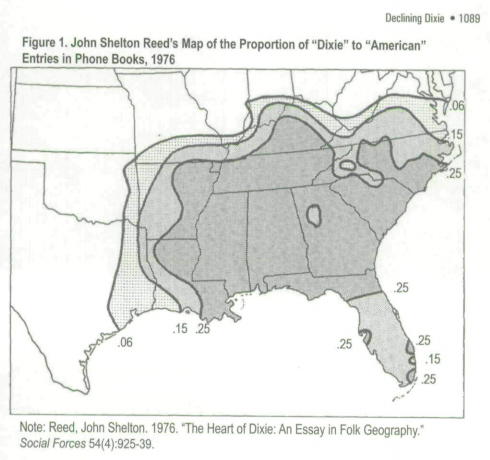 Declining Dixie • 1089
Figure 1. John Shelton Reed's Map of the Proportion of "Dixie" to "American"
Entries in Phone Books, 1976
.06
.15
.25
.25
.06
.15 .25
.25
.25
.15
.25
Note: Reed, John Shelton. 1976. "The Heart of Dixie: An Essay in Folk Geography."
Social Forces 54(4):925-39.